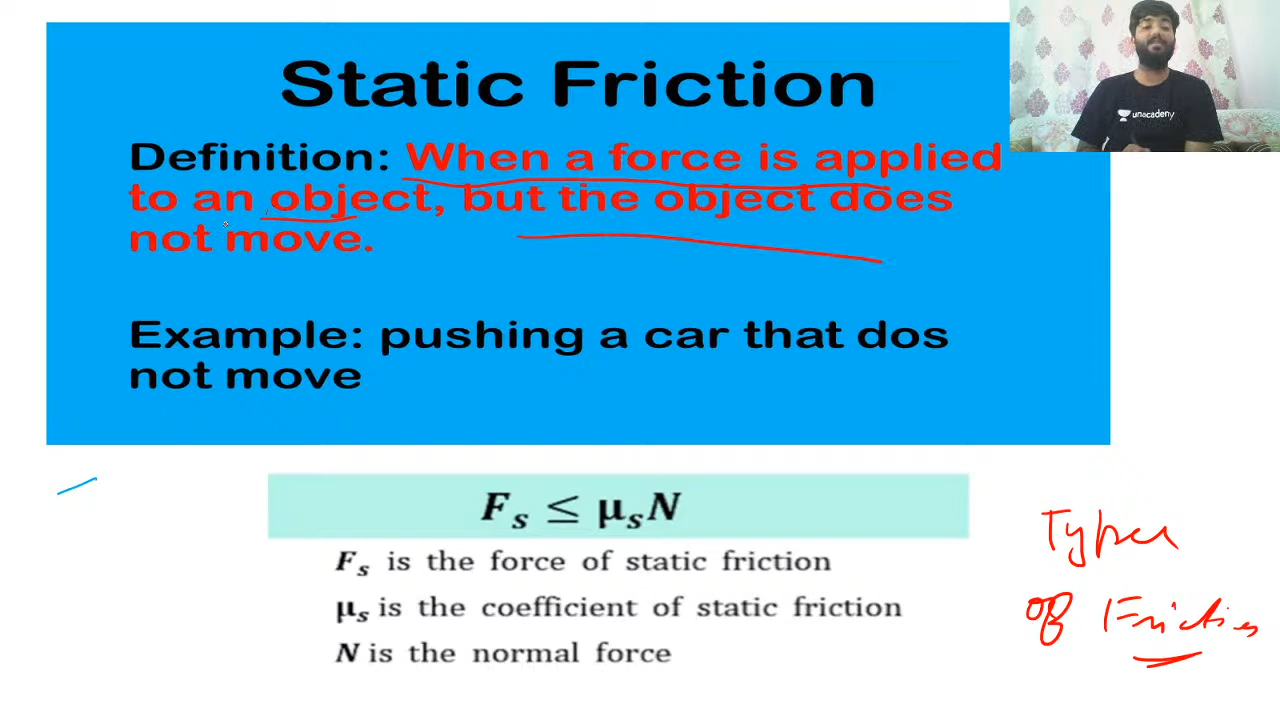 Static Friction
Definition: When a force is applied
to an object, but the object does
not move.
Example: pushing a car that dos
not move
unacademy
Fs ≤ μsN
Fs is the force of static friction
μs is the coefficient of static friction
N is the normal force
Types
of Friction